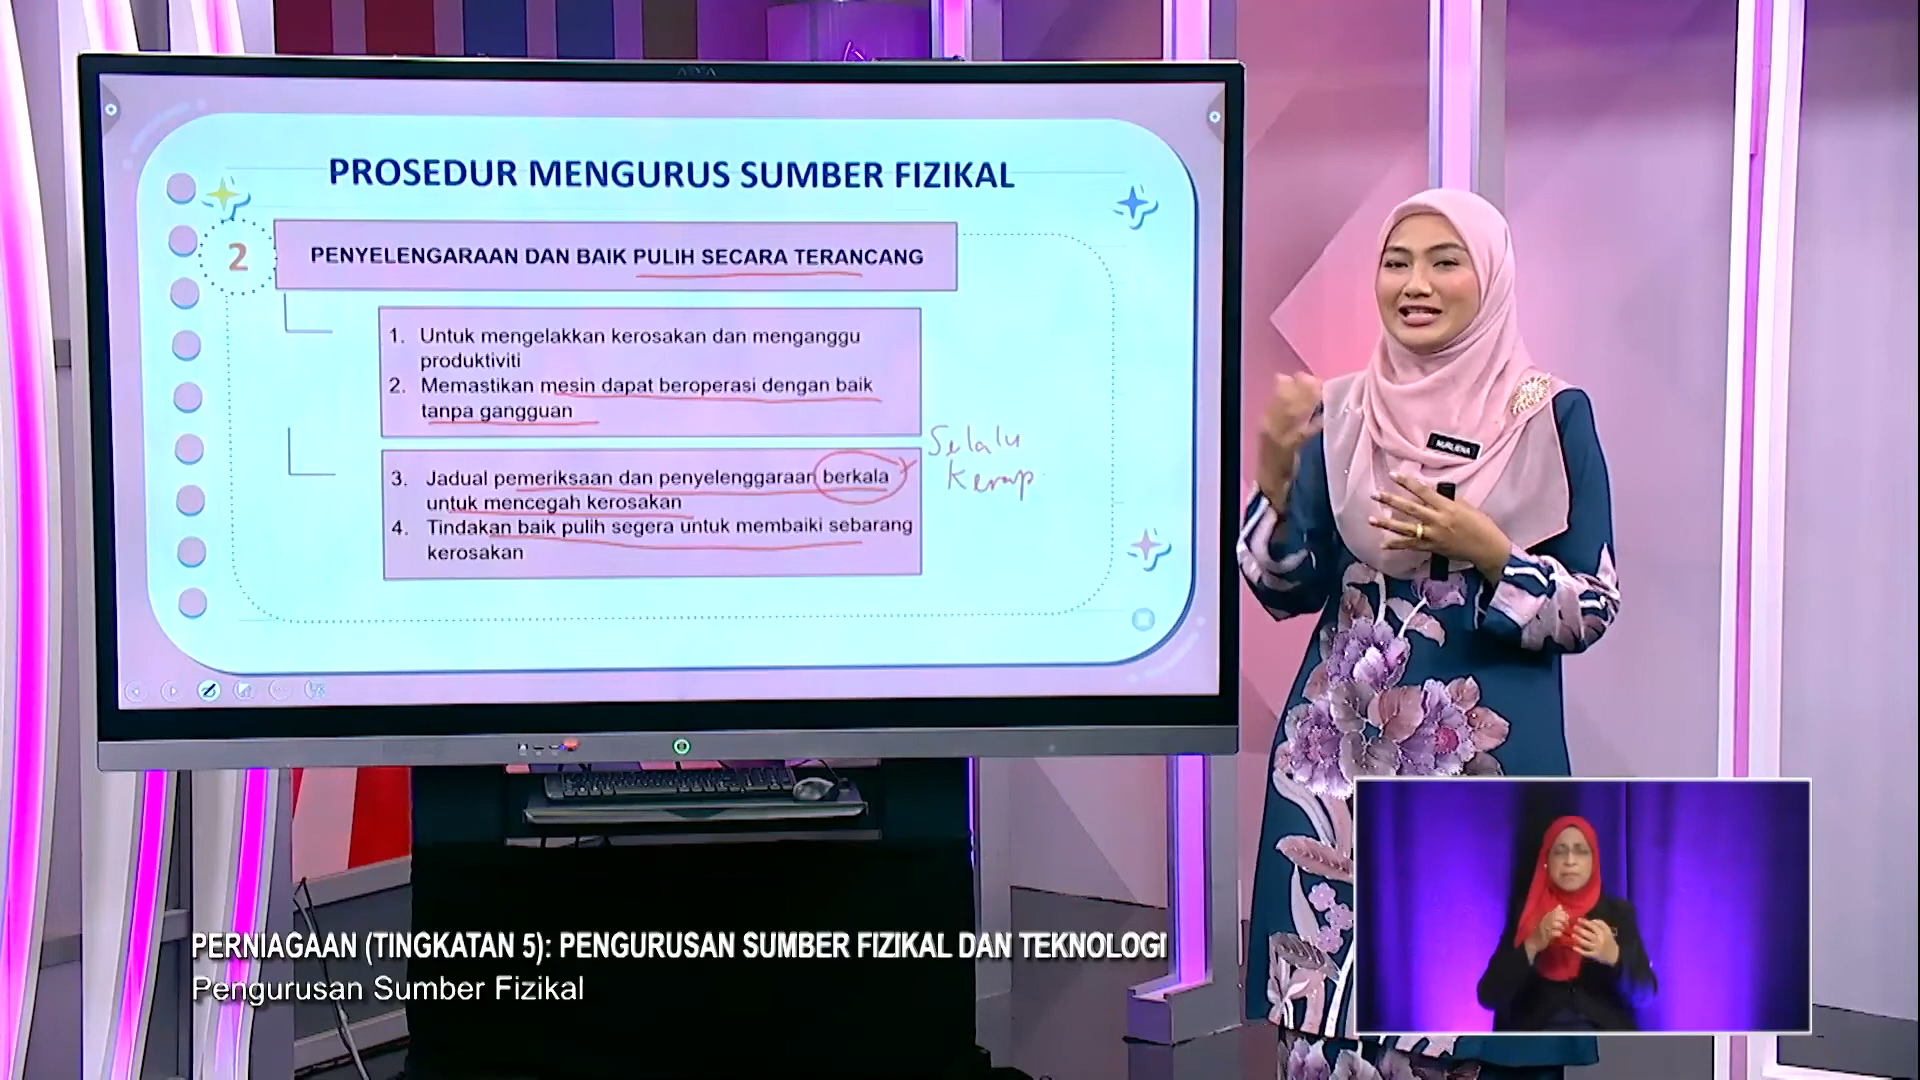 PROSEDUR MENGURUS SUMBER FIZIKAL
2
PENYELENGARAAN DAN BAIK PULIH SECARA TERANCANG
1. Untuk mengelakkan kerosakan dan menganggu
produktiviti
2. Memastikan mesin dapat beroperasi dengan baik
tanpa gangguan
3. Jadual pemeriksaan dan penyelenggaraan berkala
untuk mencegah kerosakan
4. Tindakan baik pulih segera untuk membaiki sebarang
kerosakan
Selalu
Kerap
NURLIENA
PERNIAGAAN (TINGKATAN 5): PENGURUSAN SUMBER FIZIKAL DAN TEKNOLOGI
Pengurusan Sumber Fizikal